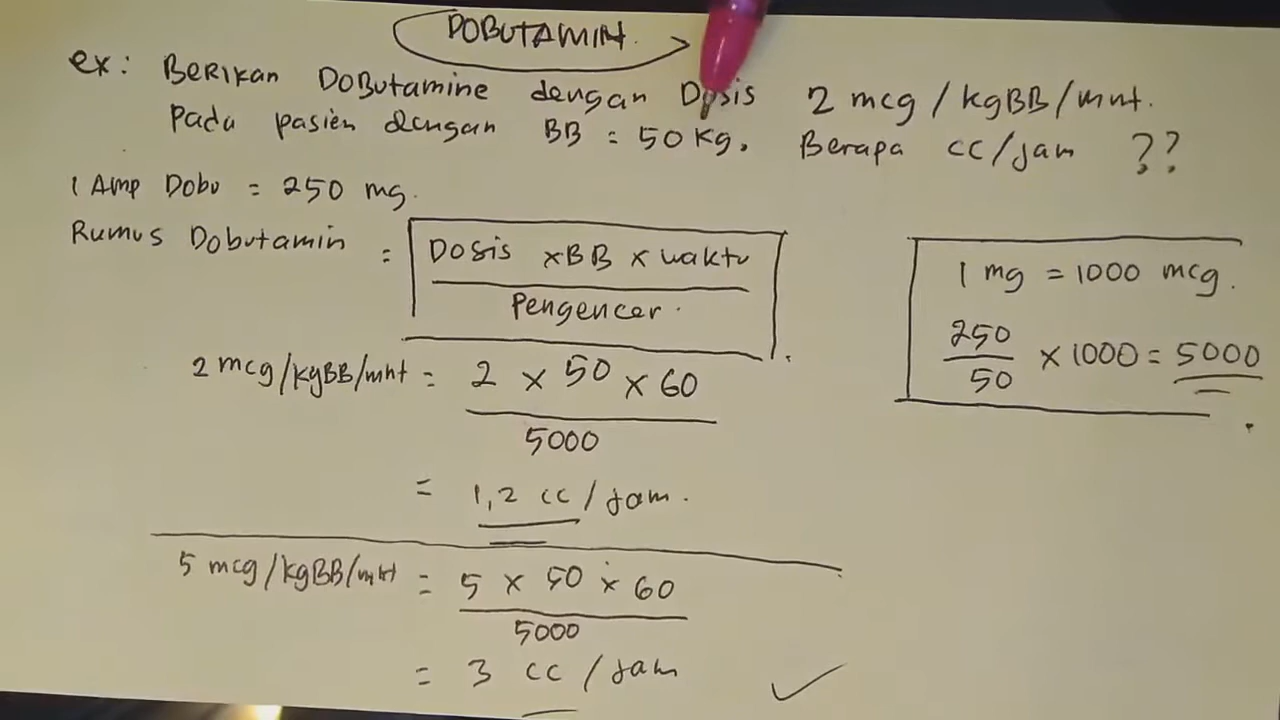 DOBUTAMIN.
ex: BERIKAN DOBUTAMINE dengan Dosis 2 mcg/kgBB/mnt.
Pada pasien dengan BB = 50 Kg. Berapa cc/jam ??
1 Amp Dobu = 250 mg.
Rumus Dobutamin = Dosis x BB x waktu
Pengencer.
1 mg = 1000 mcg.
250
50
x 1000 = 5000
2 mcg/kgBB/mnt = 2 x 50 x 60
5000
= 1,2 cc/jam.
5 mcg/kgBB/mnt = 5 x 50 x 60
5000
= 3 cc/jam